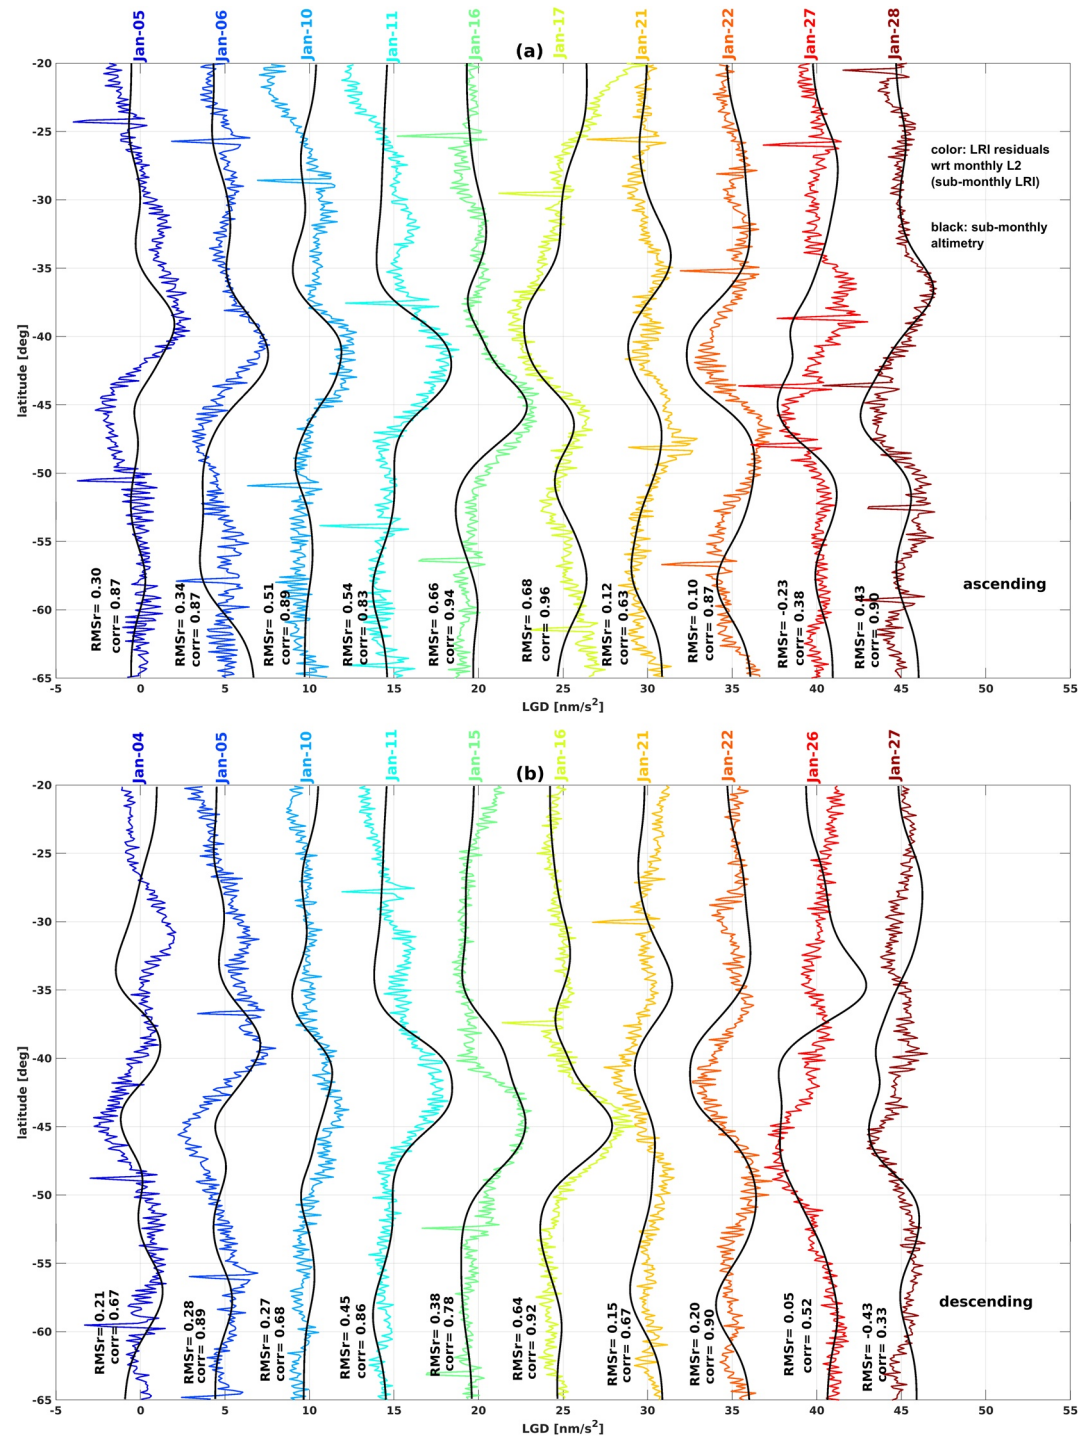 Jan-05 Jan-06 Jan-10 Jan-11 Jan-16 Jan-17 Jan-21 Jan-22 Jan-27 Jan-28
(a)
-20
-25
-30
-35
-40
-45
-50
-55
-60
-65
latitude [deg]
color: LRI residuals
wrt monthly L2
(sub-monthly LRI)
black: sub-monthly
altimetry
ascending
RMSr= 0.30
corr= 0.87
RMSr= 0.34
corr= 0.87
RMSr= 0.51
corr= 0.89
RMSr= 0.54
corr= 0.83
RMSr= 0.66
corr= 0.94
RMSr= 0.68
corr= 0.96
RMSr= 0.12
corr= 0.63
RMSr= 0.10
corr= 0.87
RMSr= -0.23
corr= 0.38
RMSr= 0.43
corr= 0.90
-5 0 5 10 15 20 25 30 35 40 45 50 55
LGD [nm/s²]
Jan-04 Jan-05 Jan-10 Jan-11 Jan-15 Jan-16 Jan-21 Jan-22 Jan-26 Jan-27
(b)
-20
-25
-30
-35
-40
-45
-50
-55
-60
-65
latitude [deg]
descending
RMSr= 0.21
corr= 0.67
RMSr= 0.28
corr= 0.89
RMSr= 0.27
corr= 0.68
RMSr= 0.45
corr= 0.86
RMSr= 0.38
corr= 0.78
RMSr= 0.64
corr= 0.92
RMSr= 0.15
corr= 0.67
RMSr= 0.20
corr= 0.90
RMSr= 0.05
corr= 0.52
RMSr= -0.43
corr= 0.33
-5 0 5 10 15 20 25 30 35 40 45 50 55
LGD [nm/s²]